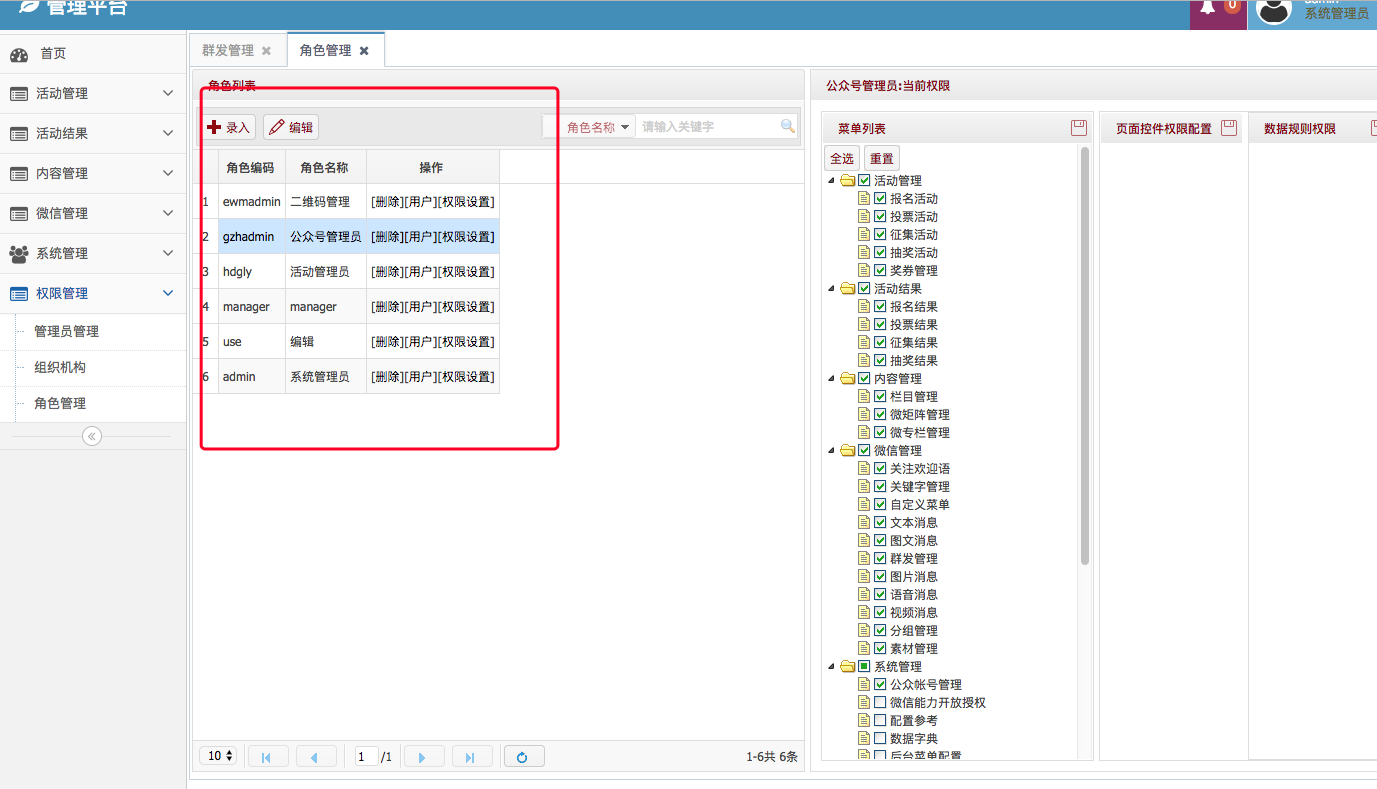 管理平台
0
admin
系统管理员
首页
活动管理
活动结果
内容管理
微信管理
系统管理
权限管理
管理员管理
组织机构
角色管理
群发管理
角色管理
角色列表
录入 编辑
角色名称 请输入关键字
角色编码 角色名称 操作
1 ewmadmin 二维码管理 [删除][用户][权限设置]
2 gzhadmin 公众号管理员 [删除][用户][权限设置]
3 hdgly 活动管理员 [删除][用户][权限设置]
4 manager manager [删除][用户][权限设置]
5 use 编辑 [删除][用户][权限设置]
6 admin 系统管理员 [删除][用户][权限设置]
10 1 /1 1-6共 6条
公众号管理员:当前权限
菜单列表
全选 重置
活动管理
报名活动
投票活动
征集活动
抽奖活动
奖券管理
活动结果
报名结果
投票结果
征集结果
抽奖结果
内容管理
栏目管理
微矩阵管理
微专栏管理
微信管理
关注欢迎语
关键字管理
自定义菜单
文本消息
图文消息
群发管理
图片消息
语音消息
视频消息
分组管理
素材管理
系统管理
公众帐号管理
微信能力开放授权
配置参考
数据字典
后台菜单配置
页面控件权限配置
数据规则权限